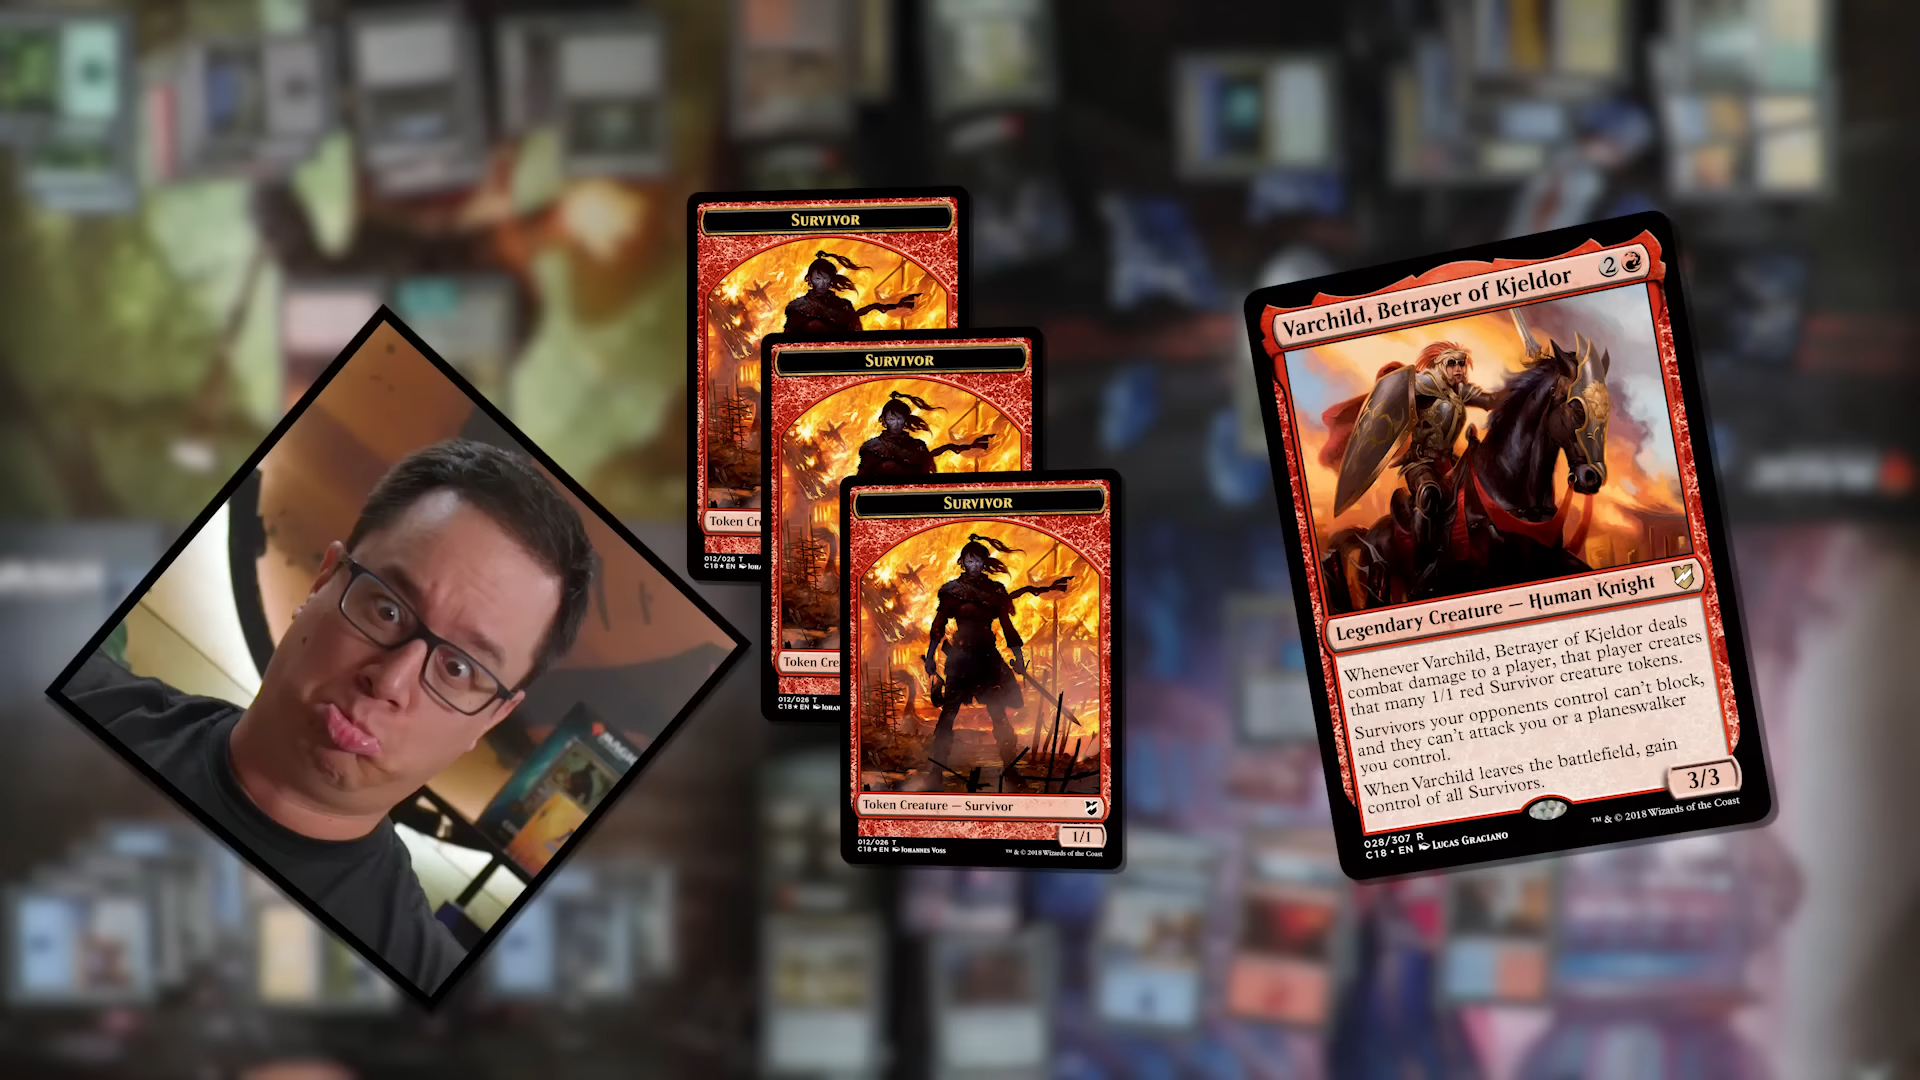 Survivor
Token Cr
012/026 T
C18 ★ EN
Survivor
Token Cre
012/026 T
C18 ★ EN Johan
Survivor
Token Creature — Survivor
1/1
012/026 T
C18 ★ EN Johannes Voss
™ & © 2018 Wizards of the Coast
Varchild, Betrayer of Kjeldor 2
Legendary Creature — Human Knight
Whenever Varchild, Betrayer of Kjeldor deals
combat damage to a player, that player creates
that many 1/1 red Survivor creature tokens.
Survivors your opponents control can't block,
and they can't attack you or a planeswalker
you control.
When Varchild leaves the battlefield, gain
control of all Survivors.
3/3
028/307 R
C18 • EN Lucas Graciano
™ & © 2018 Wizards of the Coast